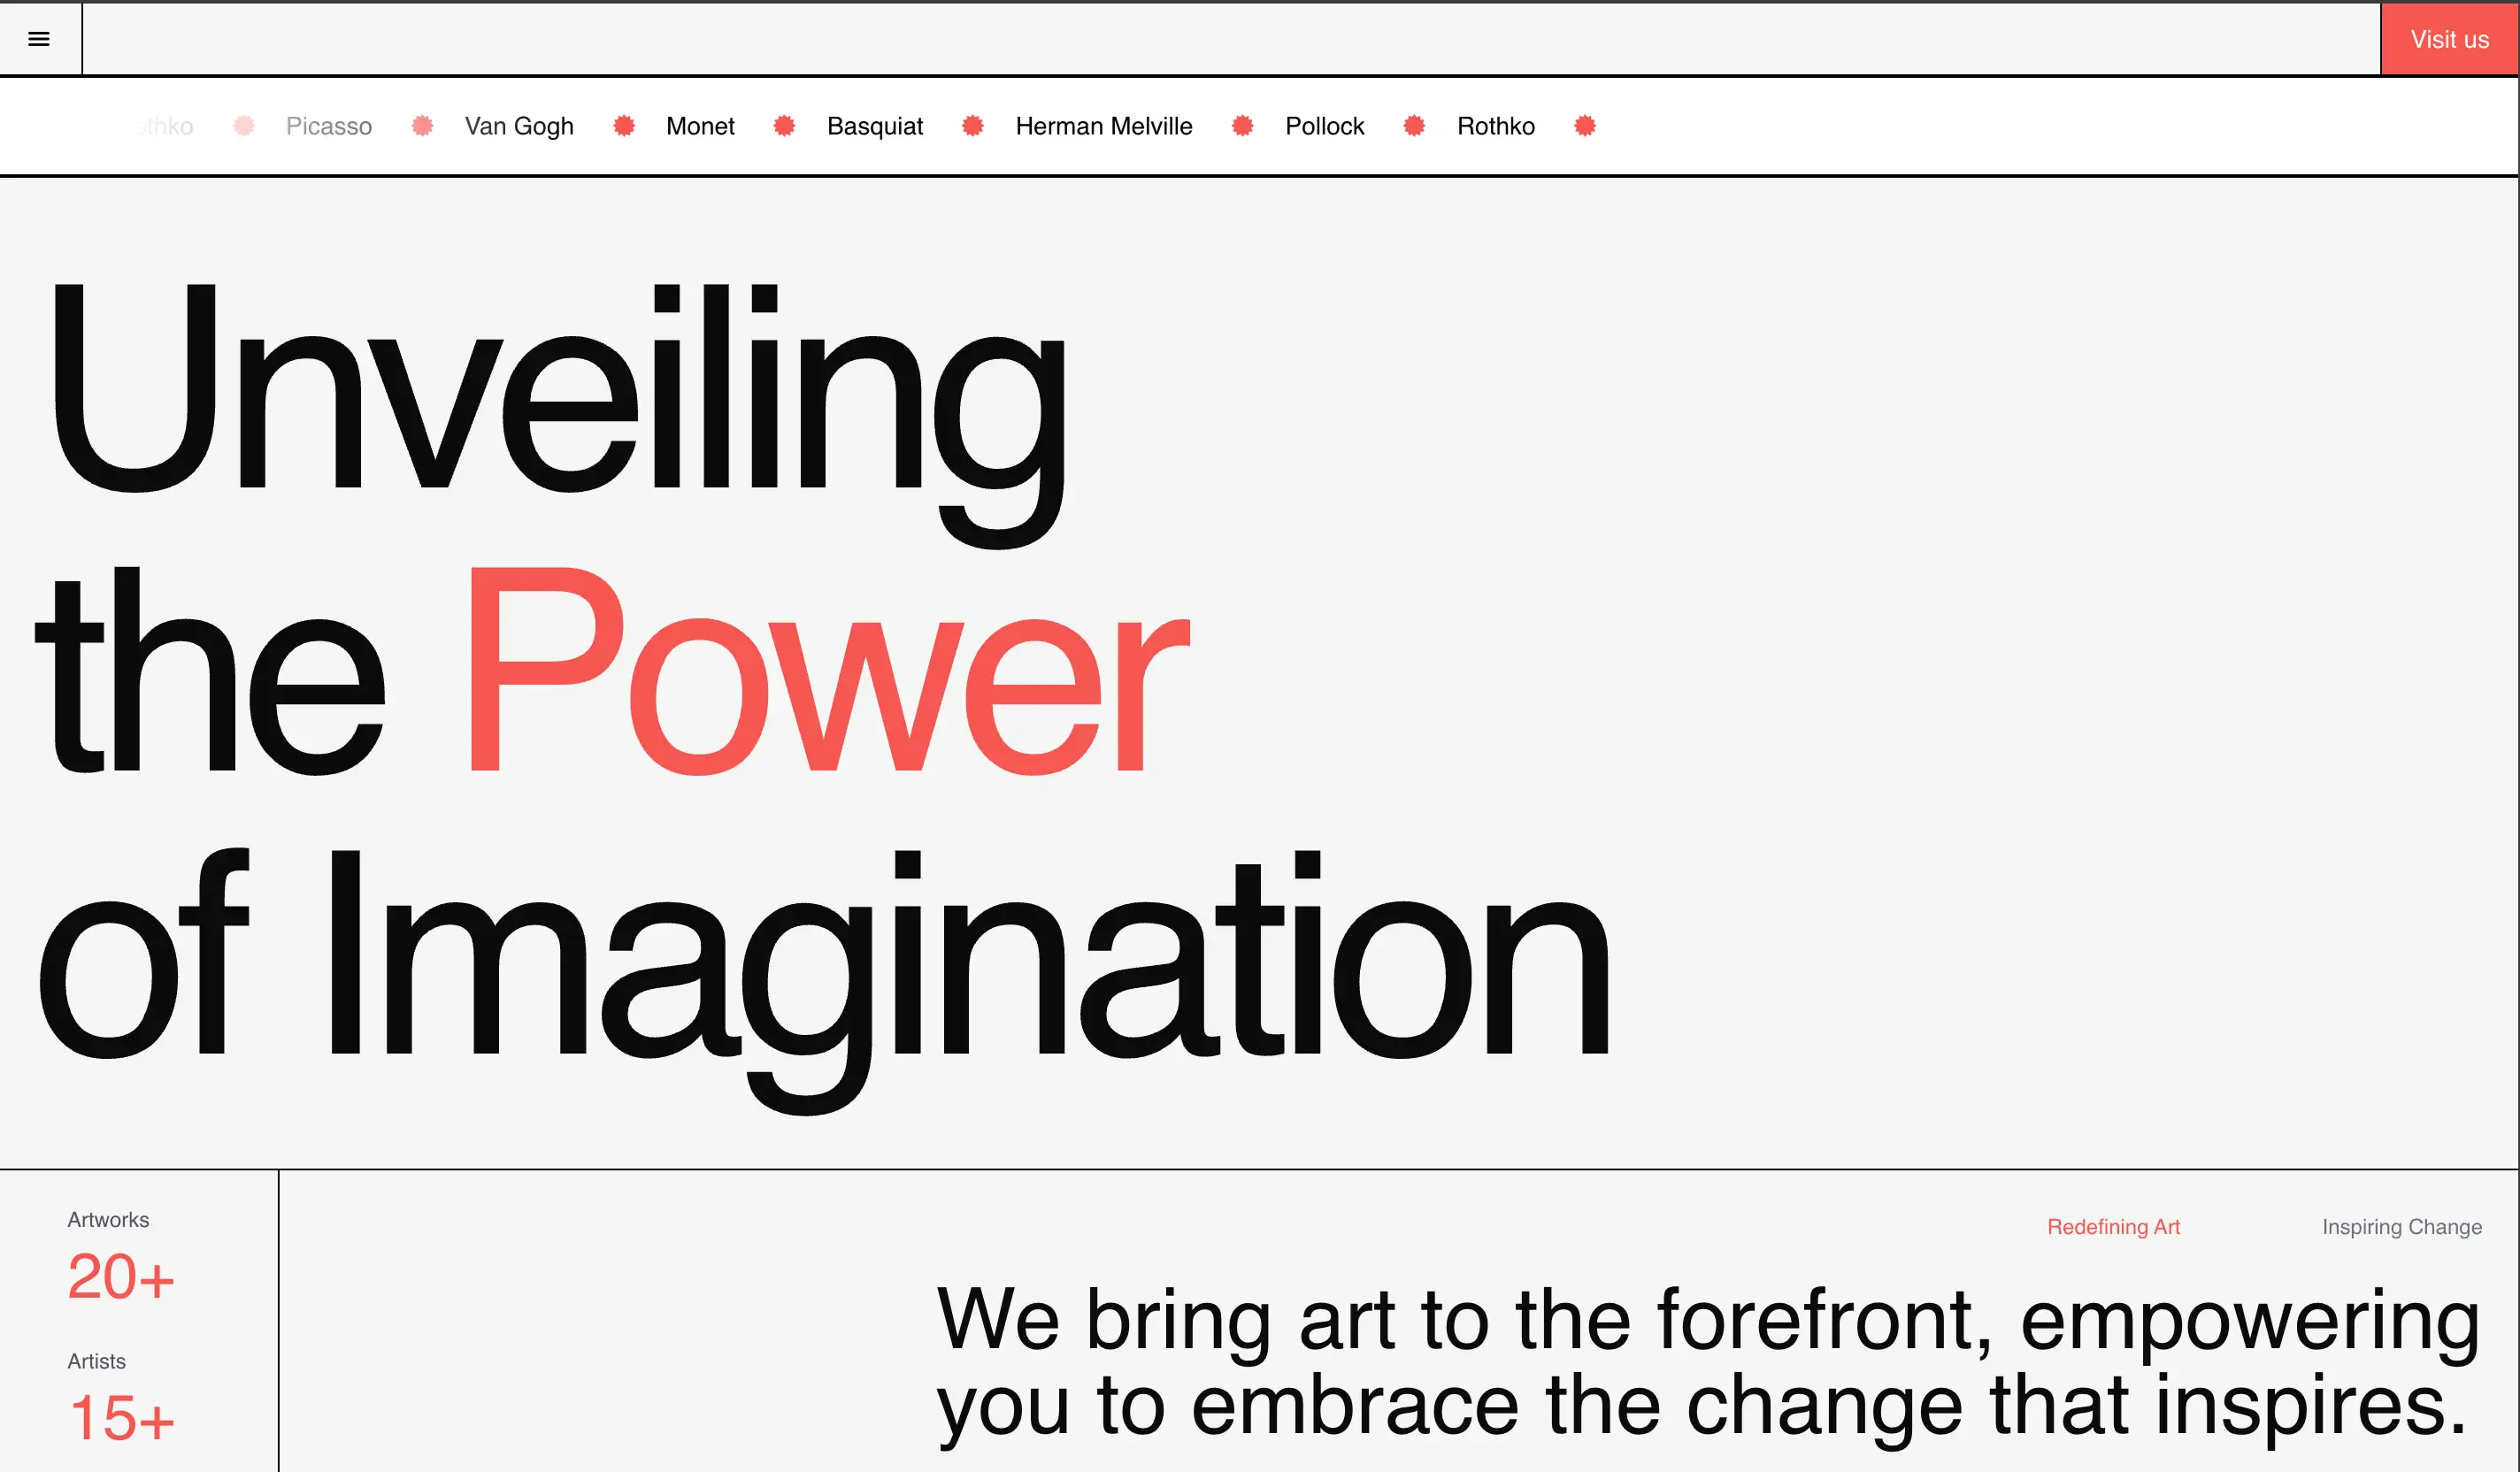 Visit us
othko Picasso Van Gogh Monet Basquiat Herman Melville Pollock Rothko
Unveiling
the Power
of Imagination
Artworks
20+
Artists
15+
Redefining Art Inspiring Change
We bring art to the forefront, empowering
you to embrace the change that inspires.